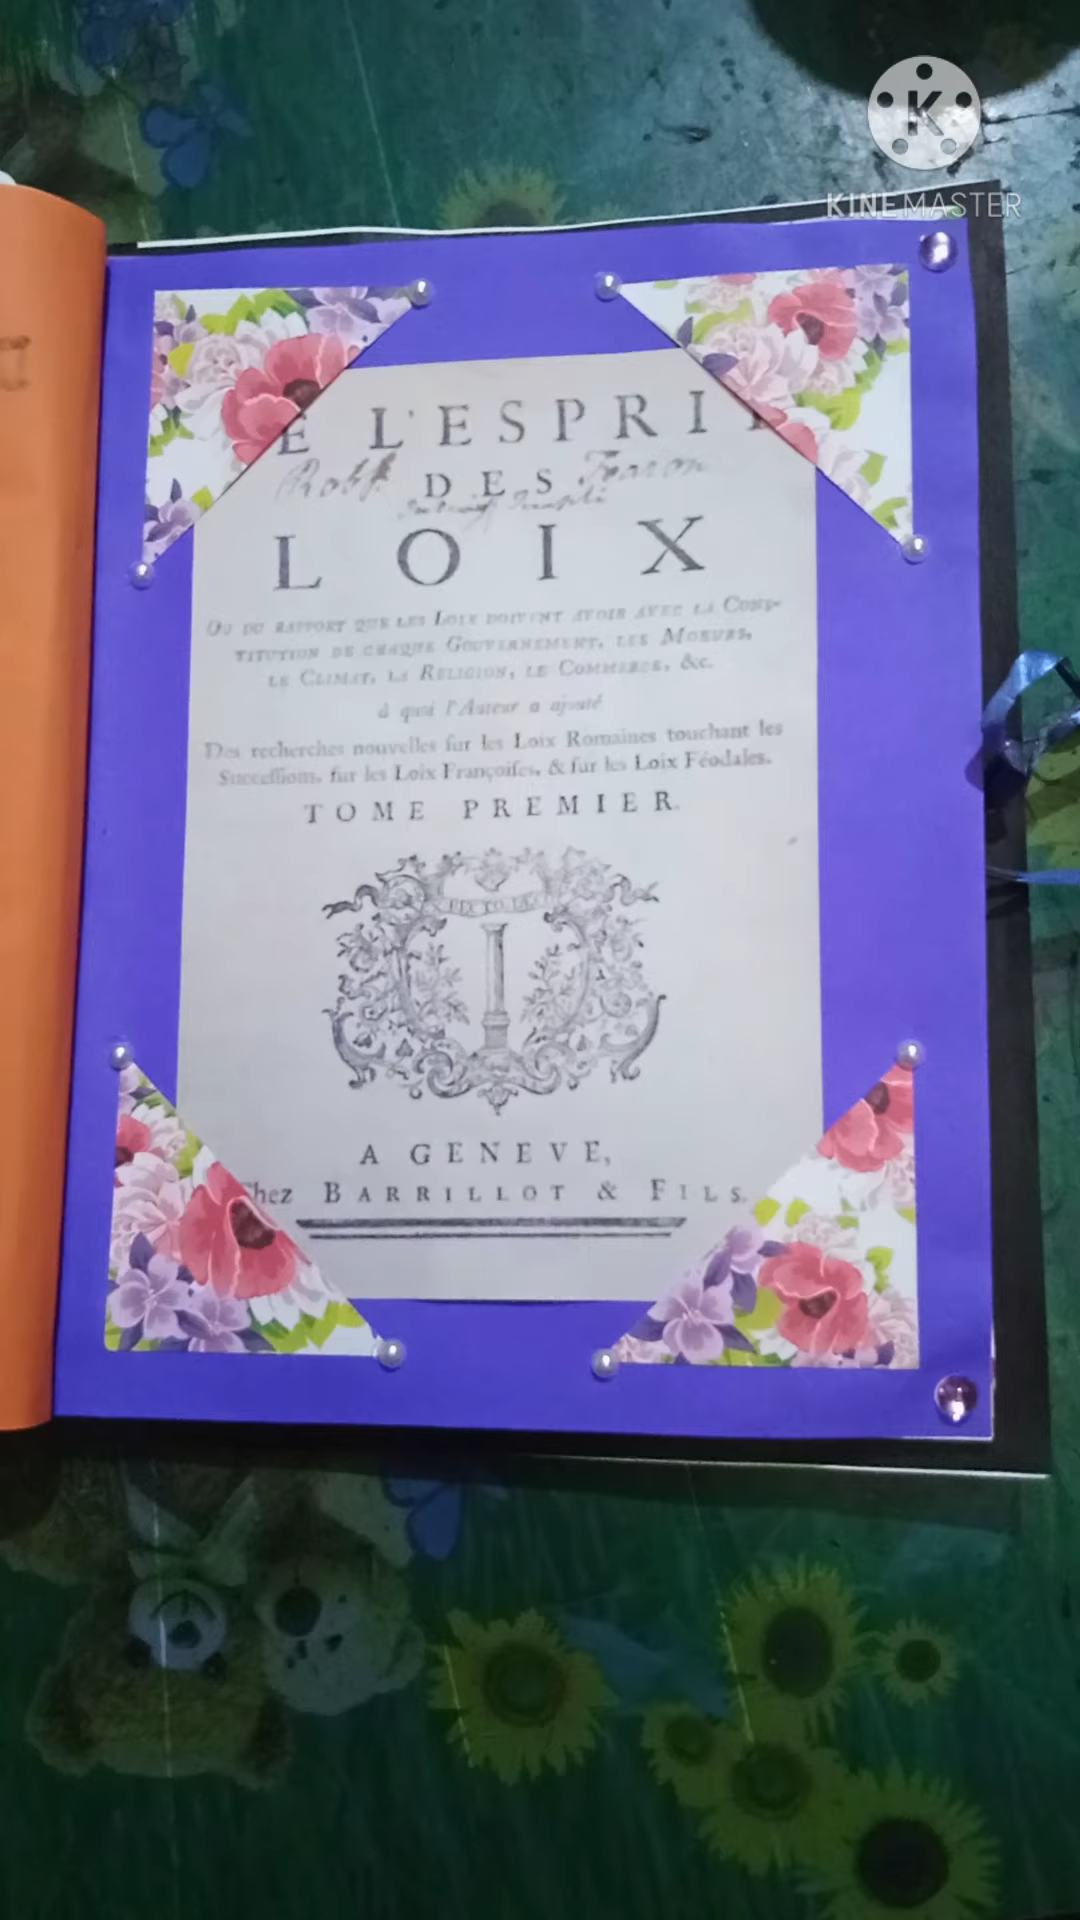 KINEMASTER
E L'ESPRI
DES
LOIX
OU DU RAPPORT QUE LES LOIX DOIVENT AVOIR AVEC LA CONS-
TITUTION DE CHAQUE GOUVERNEMENT, LES MOEURS,
LE CLIMAT, LA RELIGION, LE COMMERCE, &c.
à quoi l'Auteur a ajouté
Des recherches nouvelles sur les Loix Romaines touchant les
Successions, sur les Loix Françoises, & sur les Loix Féodales.
TOME PREMIER.
A GENEVE,
hez BARRILLOT & FILS.